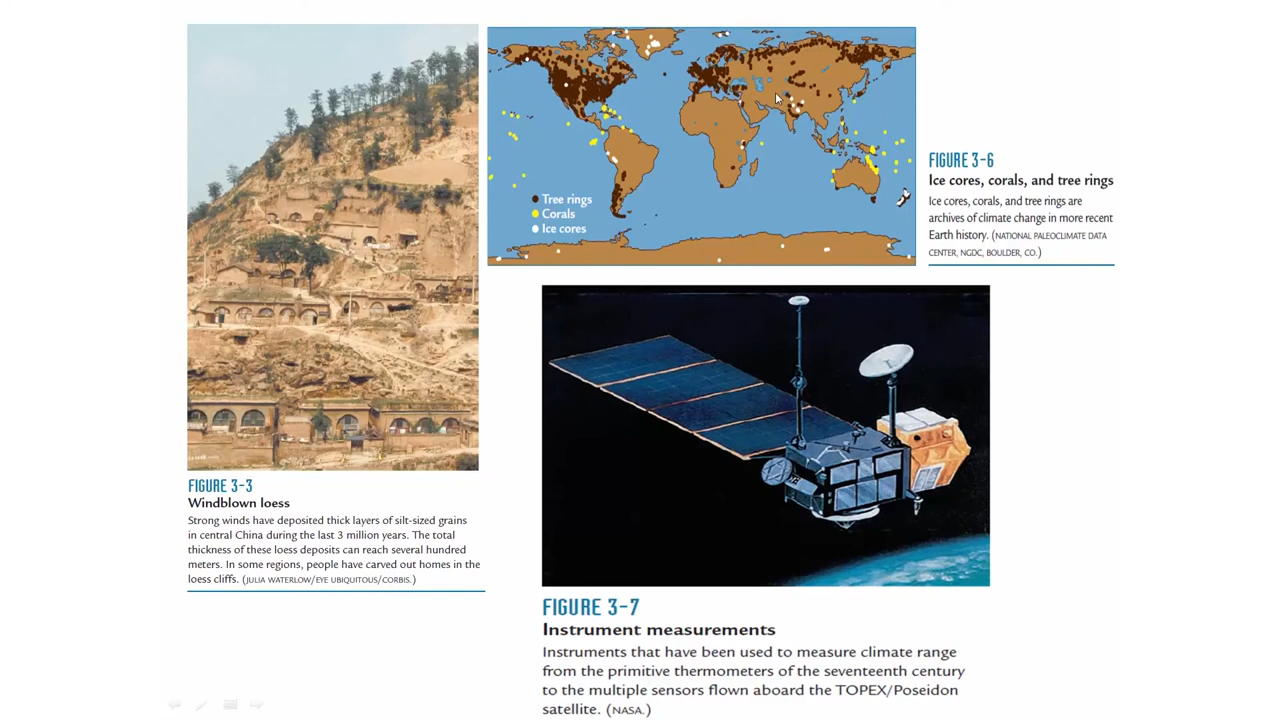 FIGURE 3-3
Windblown loess
Strong winds have deposited thick layers of silt-sized grains
in central China during the last 3 million years. The total
thickness of these loess deposits can reach several hundred
meters. In some regions, people have carved out homes in the
loess cliffs. (JULIA WATERLOW/EYE UBIQUITOUS/CORBIS.)
Tree rings
Corals
Ice cores
FIGURE 3-6
Ice cores, corals, and tree rings
Ice cores, corals, and tree rings are
archives of climate change in more recent
Earth history. (NATIONAL PALEOCLIMATE DATA
CENTER, NGDC, BOULDER, CO.)
FIGURE 3-7
Instrument measurements
Instruments that have been used to measure climate range
from the primitive thermometers of the seventeenth century
to the multiple sensors flown aboard the TOPEX/Poseidon
satellite. (NASA.)